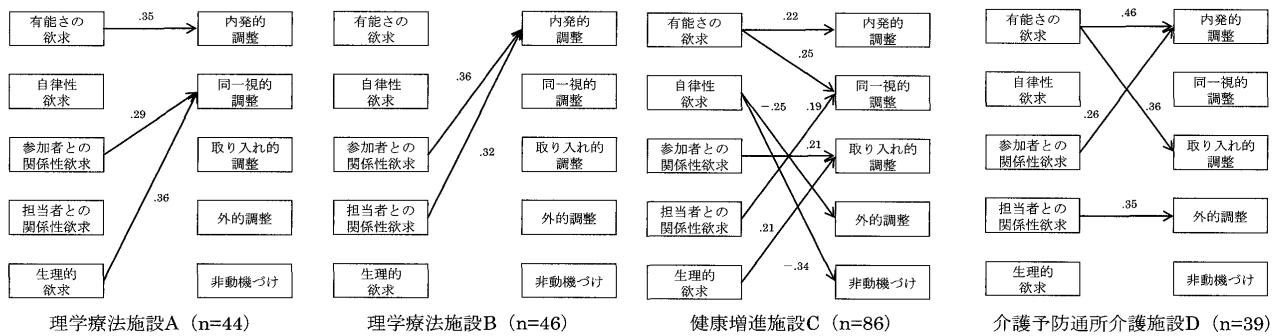 有能さの
欲求
自律性
欲求
参加者との
関係性欲求
担当者との
関係性欲求
生理的
欲求
.35
.29
.36
内発的
調整
同一視的
調整
取り入れ的
調整
外的調整
非動機づけ
理学療法施設A（n=44）
有能さの
欲求
自律性
欲求
参加者との
関係性欲求
担当者との
関係性欲求
生理的
欲求
.36
.32
内発的
調整
同一視的
調整
取り入れ的
調整
外的調整
非動機づけ
理学療法施設B（n=46）
有能さの
欲求
自律性
欲求
参加者との
関係性欲求
担当者との
関係性欲求
生理的
欲求
.22
.25
-.25
.19
.21
.21
-.34
内発的
調整
同一視的
調整
取り入れ的
調整
外的調整
非動機づけ
健康増進施設C（n=86）
有能さの
欲求
自律性
欲求
参加者との
関係性欲求
担当者との
関係性欲求
生理的
欲求
.46
.36
.26
.35
内発的
調整
同一視的
調整
取り入れ的
調整
外的調整
非動機づけ
介護予防通所介護施設D（n=39）